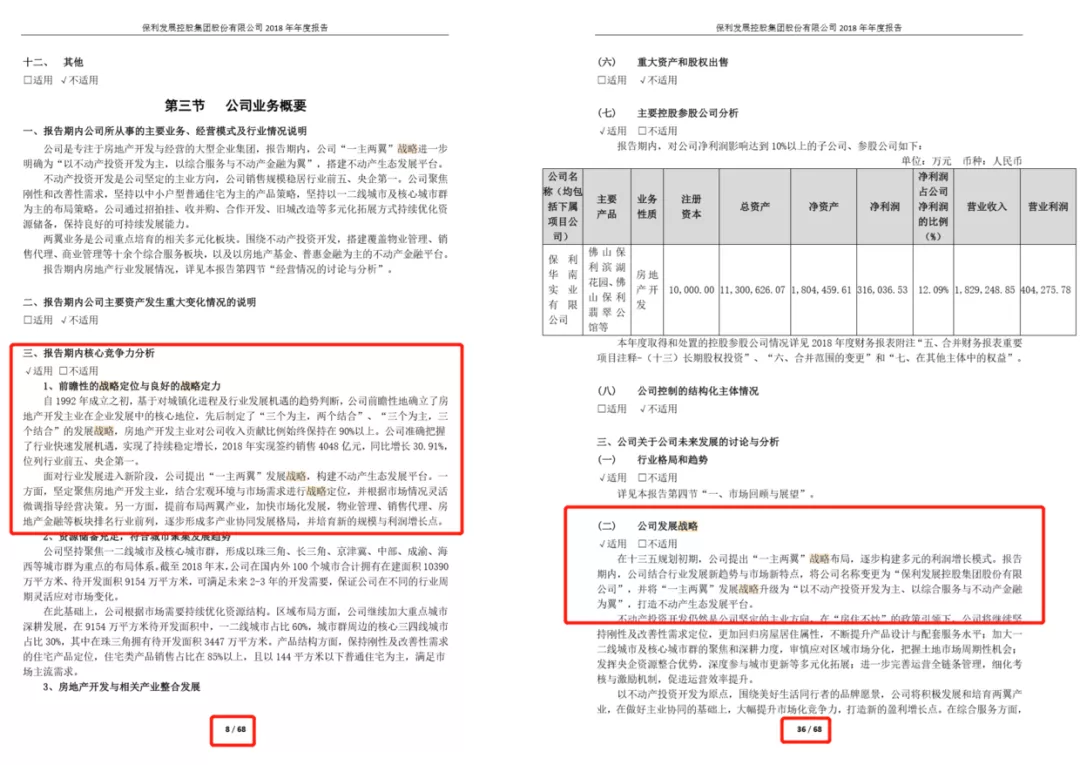 保利发展控股集团股份有限公司 2018 年年度报告
十二、 其他
□适用 √不适用
第三节 公司业务概要
一、报告期内公司所从事的主要业务、经营模式及行业情况说明
公司是专注于房地产开发与经营的大型企业集团，报告期内，公司“一主两翼”战略进一步
明确为“以不动产投资开发为主，以综合服务与不动产金融为翼”，搭建不动产生态发展平台。
不动产投资开发是公司坚定的主业方向，公司销售规模稳居行业前五、央企第一。公司聚焦
刚性和改善性需求，坚持以中小户型普通住宅为主的产品策略，坚持以一二线城市及核心城市群
为主的布局策略。公司通过招拍挂、收并购、合作开发、旧城改造等多元化拓展方式持续优化资
源储备，保持良好的可持续发展能力。
两翼业务是公司重点培育的相关多元化板块。围绕不动产投资开发，搭建覆盖物业管理、销
售代理、商业管理等十余个综合服务板块，以及以房地产基金、普惠金融为主的不动产金融平台。
报告期内房地产行业发展情况，详见本报告第四节“经营情况的讨论与分析”。
二、报告期内公司主要资产发生重大变化情况的说明
□适用 √不适用
三、报告期内核心竞争力分析
√适用 □不适用
1、前瞻性的战略定位与良好的战略定力
自 1992 年成立之初，基于对城镇化进程及行业发展机遇的趋势判断，公司前瞻性地确立了房
地产开发主业在企业发展中的核心地位，先后制定了“三个为主，两个结合”、“三个为主，三
个结合”的发展战略，房地产开发主业对公司收入贡献比例始终保持在 90%以上。公司准确把握
了行业快速发展机遇，实现了持续稳定增长，2018 年实现签约销售 4048 亿元，同比增长 30.91%，
位列行业前五、央企第一。
面对行业发展进入新阶段，公司提出“一主两翼”发展战略，构建不动产生态发展平台。一
方面，坚定聚焦房地产开发主业，结合宏观环境与市场需求进行战略定位，并根据市场情况灵活
微调指导经营决策。另一方面，提前布局两翼产业，加快市场化发展，物业管理、销售代理、房
地产金融等板块排名行业前列，逐步形成多产业协同发展格局，并培育新的规模与利润增长点。
2、资源储备充足，符合城市集聚发展趋势
公司坚持聚焦一二线城市及核心城市群，形成以珠三角、长三角、京津冀、中部、成渝、海
西等城市群为重点的布局体系。截至 2018 年末，公司在国内外 100 个城市合计拥有在建面积 10390
万平方米、待开发面积 9154 万平方米，可满足未来 2-3 年的开发需要，保证公司在不同的行业周
期灵活应对市场变化。
在此基础上，公司根据市场需要持续优化资源结构。区域布局方面，公司继续加大重点城市
深耕发展，在 9154 万平方米待开发面积中，一二线城市占比 60%，城市群周边的核心三四线城市
占比 30%，其中在珠三角拥有待开发面积 3447 万平方米。产品结构方面，保持刚性及改善性需求
的住宅产品定位，住宅类产品销售占比在 85%以上，且以 144 平方米以下普通住宅为主，满足市
场主流需求。
3、房地产开发与相关产业整合发展
8 / 68
保利发展控股集团股份有限公司 2018 年年度报告
(六) 重大资产和股权出售
□适用 √不适用
(七) 主要控股参股公司分析
√适用 □不适用
报告期内，对公司净利润影响达到 10%以上的子公司、参股公司如下：
单位：万元 币种：人民币
公司名称（均包括下属项目公司） 主要产品 业务性质 注册资本 总资产 净资产 净利润 净利润占公司净利润的比例（%） 营业收入 营业利润
保利华南实业有限公司 佛山保利滨湖花园、佛山保利翡翠公馆等 房地产开发 10,000.00 11,300,626.07 1,804,459.61 316,036.53 12.09% 1,829,248.85 404,275.78
本年度取得和处置的控股参股公司情况详见 2018 年度财务报表附注“五、合并财务报表重要
项目注释-（十三）长期股权投资”、“六、合并范围的变更”和“七、在其他主体中的权益”。
(八) 公司控制的结构化主体情况
□适用 √不适用
三、公司关于公司未来发展的讨论与分析
(一) 行业格局和趋势
√适用 □不适用
详见本报告第四节“一、市场回顾与展望”。
(二) 公司发展战略
√适用 □不适用
在十三五规划初期，公司提出“一主两翼”战略布局，逐步构建多元的利润增长模式。报告
期内，公司结合行业发展新趋势与市场新特点，将公司名称变更为“保利发展控股集团股份有限
公司”，并将“一主两翼”发展战略升级为“以不动产投资开发为主、以综合服务与不动产金融
为翼”，打造不动产生态发展平台。
不动产投资开发仍然是公司的主业方向。在“房住不炒”的政策引领下，公司将继续坚
持刚性及改善性需求定位，更加回归房屋居住属性，不断提升产品设计与配套服务水平；加大一
二线城市及核心城市群的聚焦和深耕力度，审慎应对区域市场分化，把握土地市场周期性机会；
发挥央企资源整合优势，深度参与城市更新等多元化拓展；进一步完善运营全链条管理，细化考
核与激励机制，促进运营效率提升。
以不动产投资开发为原点，围绕美好生活同行者的品牌愿景，公司将积极发展和培育两翼产
业，在做好主业协同的基础上，大幅提升市场化竞争力，打造新的盈利增长点。在综合服务方面，
36 / 68